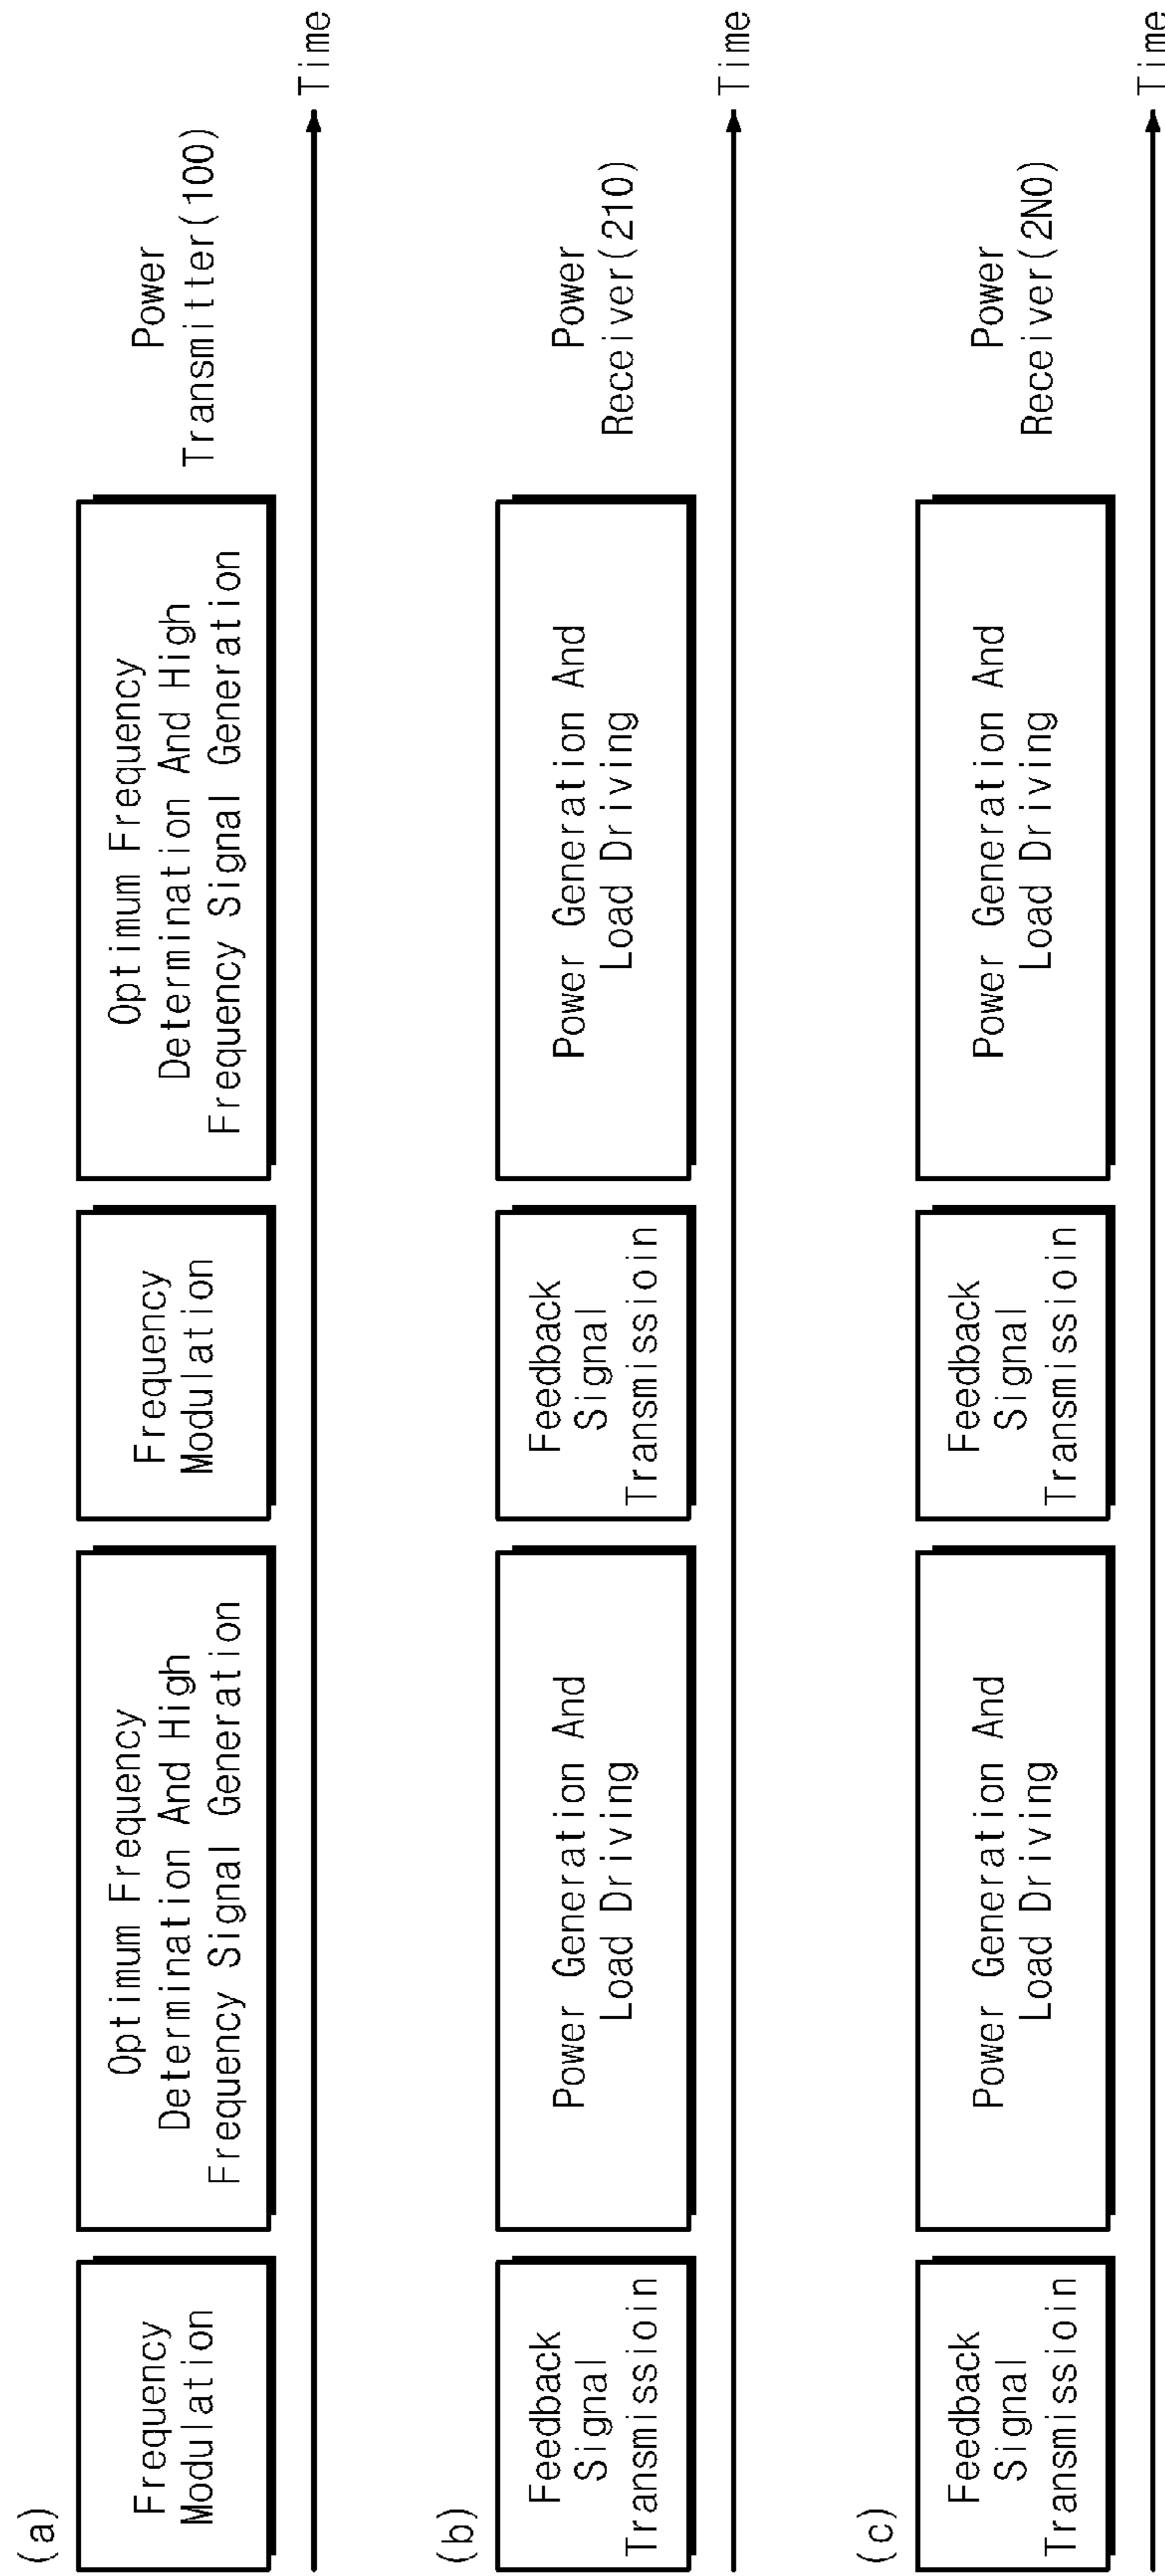 (a)
Frequency
Modulation
Optimum Frequency
Determination And High
Frequency Signal Generation
Frequency
Modulation
Optimum Frequency
Determination And High
Frequency Signal Generation
Power
Transmitter(100)
Time
(b)
Feedback
Signal
Transmissioin
Power Generation And
Load Driving
Feedback
Signal
Transmissioin
Power Generation And
Load Driving
Power
Receiver(210)
Time
(c)
Feedback
Signal
Transmissioin
Power Generation And
Load Driving
Feedback
Signal
Transmissioin
Power Generation And
Load Driving
Power
Receiver(2N0)
Time